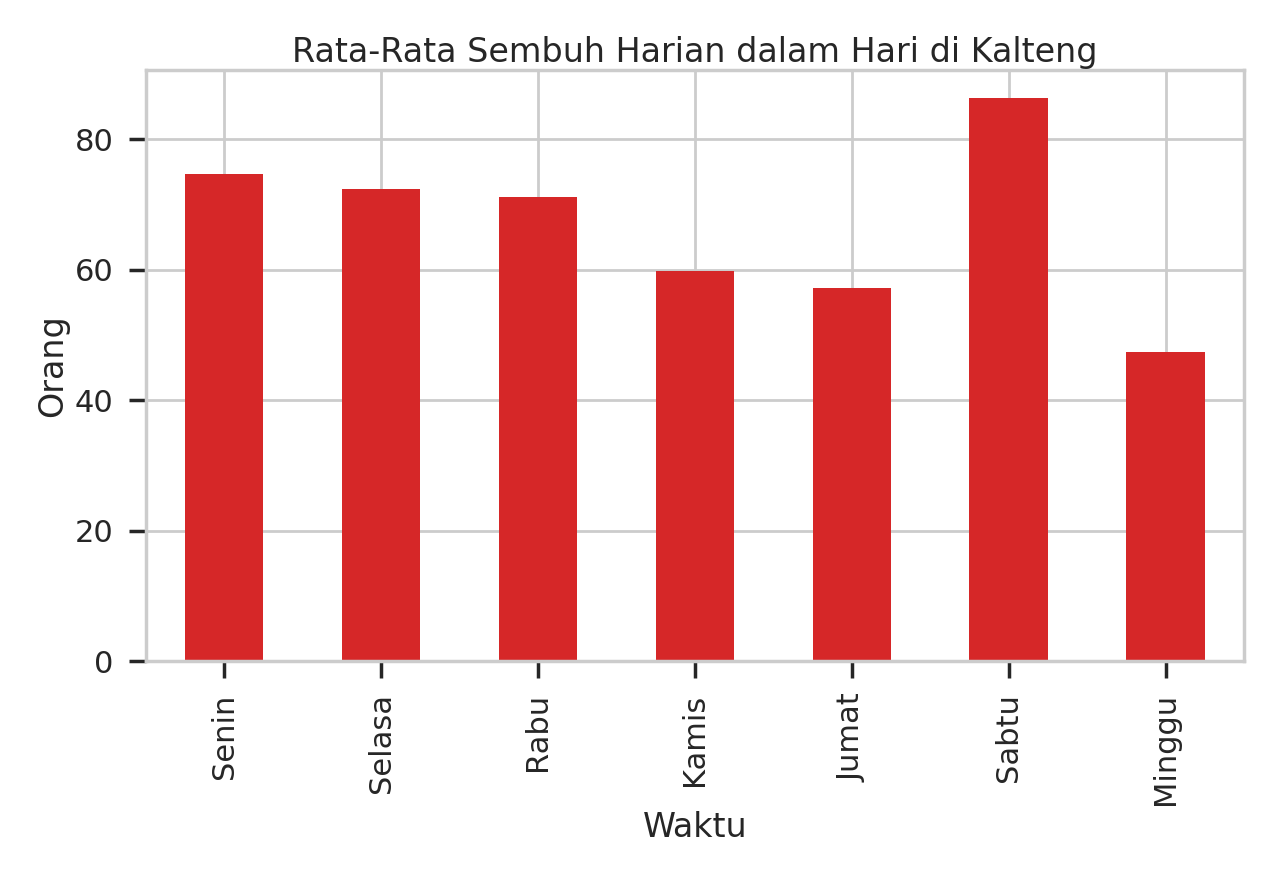 Rata-Rata Sembuh Harian dalam Hari di Kalteng
80
60
40
20
0
Orang
Senin
Selasa
Rabu
Kamis
Jumat
Sabtu
Minggu
Waktu